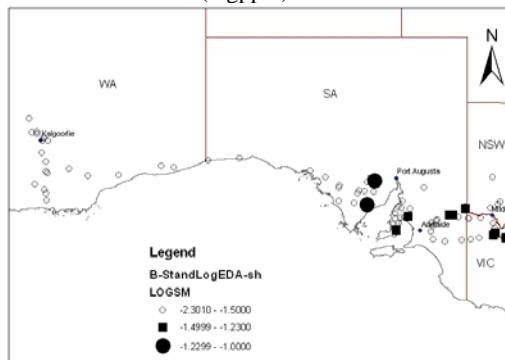 WA
SA
N
Kalgoorlie
Port Augusta
NSW
Adelaide
VIC
Legend
B-StandLogEDA-sh
LOGSM
-2.3010 - -1.5000
-1.4999 - -1.2300
-1.2299 - -1.0000